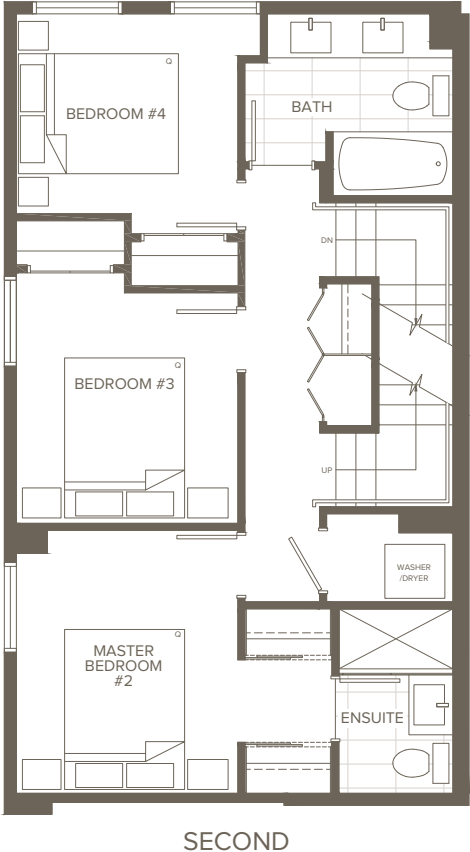 BEDROOM #4
Q
BATH
DN
BEDROOM #3
Q
UP
WASHER
/DRYER
MASTER
BEDROOM
#2
Q
ENSUITE
SECOND